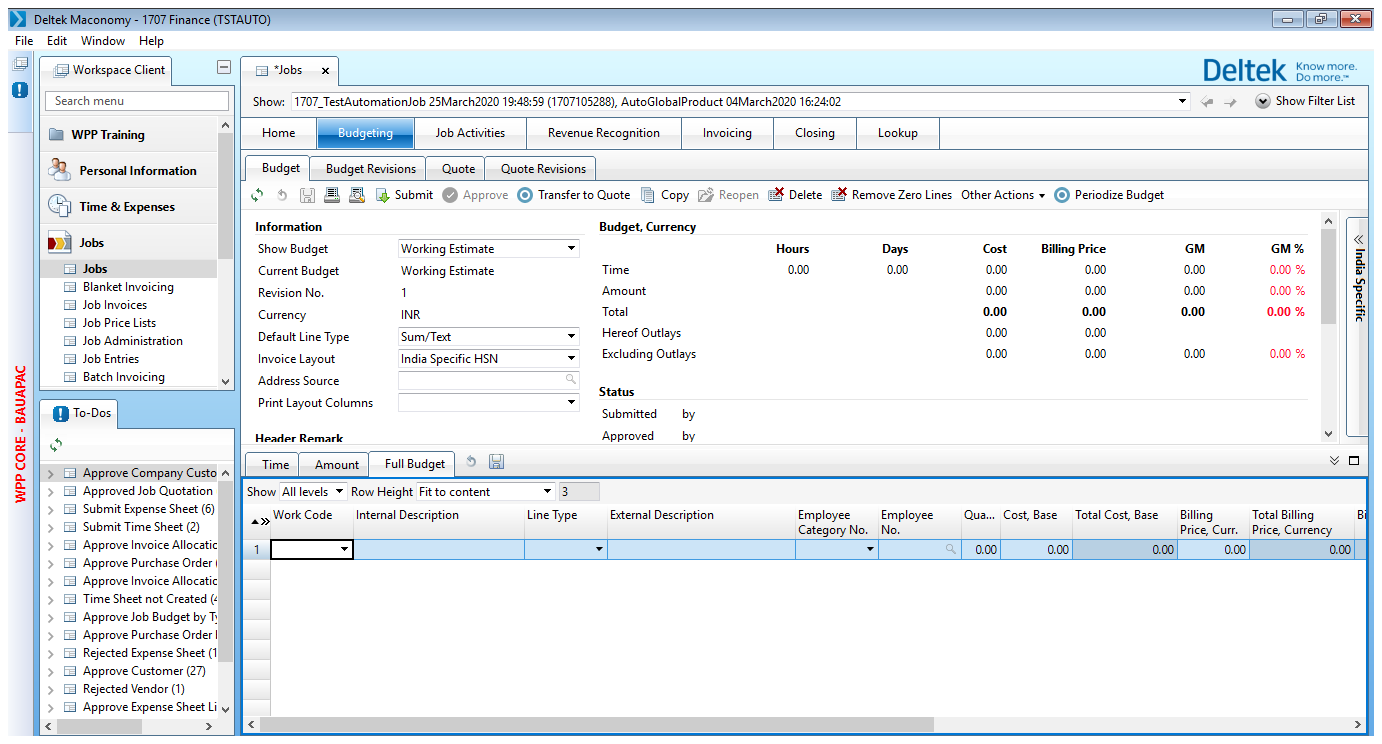 Deltek Maconomy - 1707 Finance (TSTAUTO)
File Edit Window Help
WPP CORE - BAUAPAC
Workspace Client
Search menu
WPP Training
Personal Information
Time & Expenses
Jobs
Jobs
Blanket Invoicing
Job Invoices
Job Price Lists
Job Administration
Job Entries
Batch Invoicing
To-Dos
Approve Company Custo
Approved Job Quotation
Submit Expense Sheet (6)
Submit Time Sheet (2)
Approve Invoice Allocatic
Approve Purchase Order (
Approve Invoice Allocatic
Time Sheet not Created (4
Approve Job Budget by Ty
Approve Purchase Order l
Rejected Expense Sheet (1
Approve Customer (27)
Rejected Vendor (1)
Approve Expense Sheet Li
*Jobs
Deltek Know more. Do more.™
Show: 1707_TestAutomationJob 25March2020 19:48:59 (1707105288), AutoGlobalProduct 04March2020 16:24:02 Show Filter List
Home Budgeting Job Activities Revenue Recognition Invoicing Closing Lookup
Budget Budget Revisions Quote Quote Revisions
Submit Approve Transfer to Quote Copy Reopen Delete Remove Zero Lines Other Actions Periodize Budget
Information
Show Budget Working Estimate
Current Budget Working Estimate
Revision No. 1
Currency INR
Default Line Type Sum/Text
Invoice Layout India Specific HSN
Address Source
Print Layout Columns
Header Remark
Budget, Currency
Hours Days Cost Billing Price GM GM %
Time 0.00 0.00 0.00 0.00 0.00 0.00 %
Amount 0.00 0.00 0.00 0.00 %
Total 0.00 0.00 0.00 0.00 %
Hereof Outlays 0.00 0.00
Excluding Outlays 0.00 0.00 0.00 0.00 %
Status
Submitted by
Approved by
India Specific
Time Amount Full Budget
Show All levels Row Height Fit to content 3
Work Code Internal Description Line Type External Description Employee Category No. Employee No. Qua... Cost, Base Total Cost, Base Billing Price, Curr. Total Billing Price, Currency Bi
1 0.00 0.00 0.00 0.00 0.00